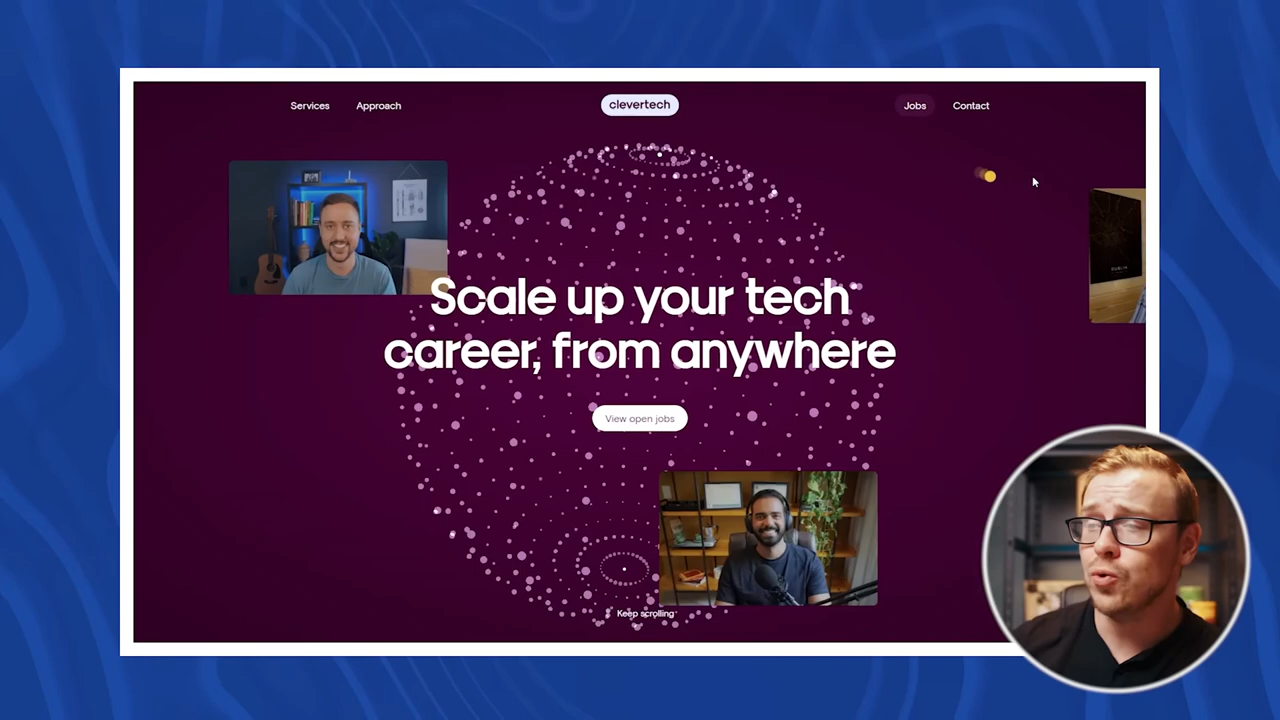 Services
Approach
clevertech
Jobs
Contact
Scale up your tech
career, from anywhere
View open jobs
Keep scrolling